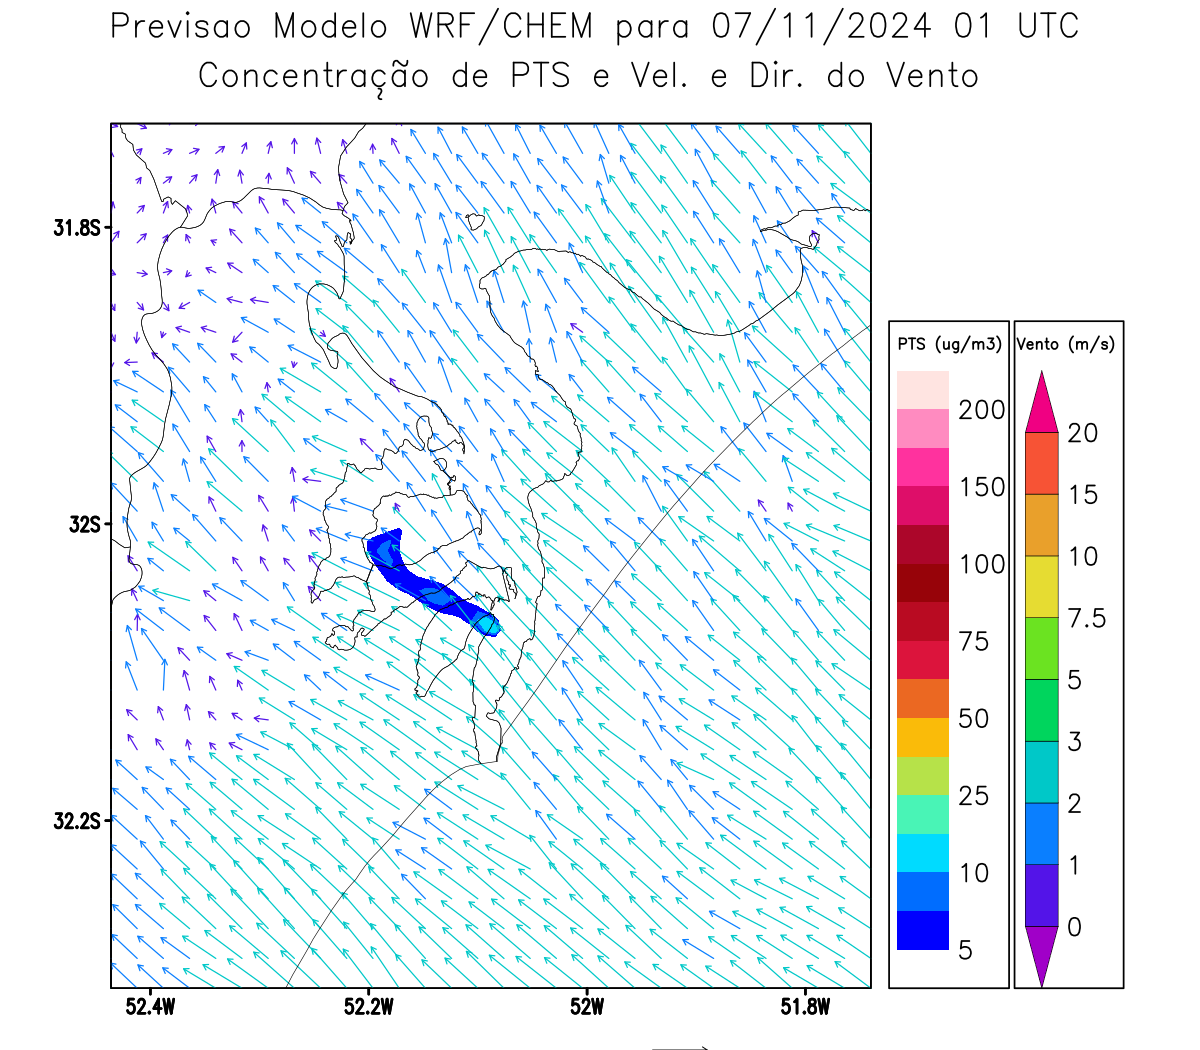 Previsao Modelo WRF/CHEM para 07/11/2024 01 UTC
Concentração de PTS e Vel. e Dir. do Vento
31.8S
32S
32.2S
52.4W 52.2W 52W 51.8W
PTS (ug/m3)
200
150
100
75
50
25
10
5
Vento (m/s)
20
15
10
7.5
5
3
2
1
0